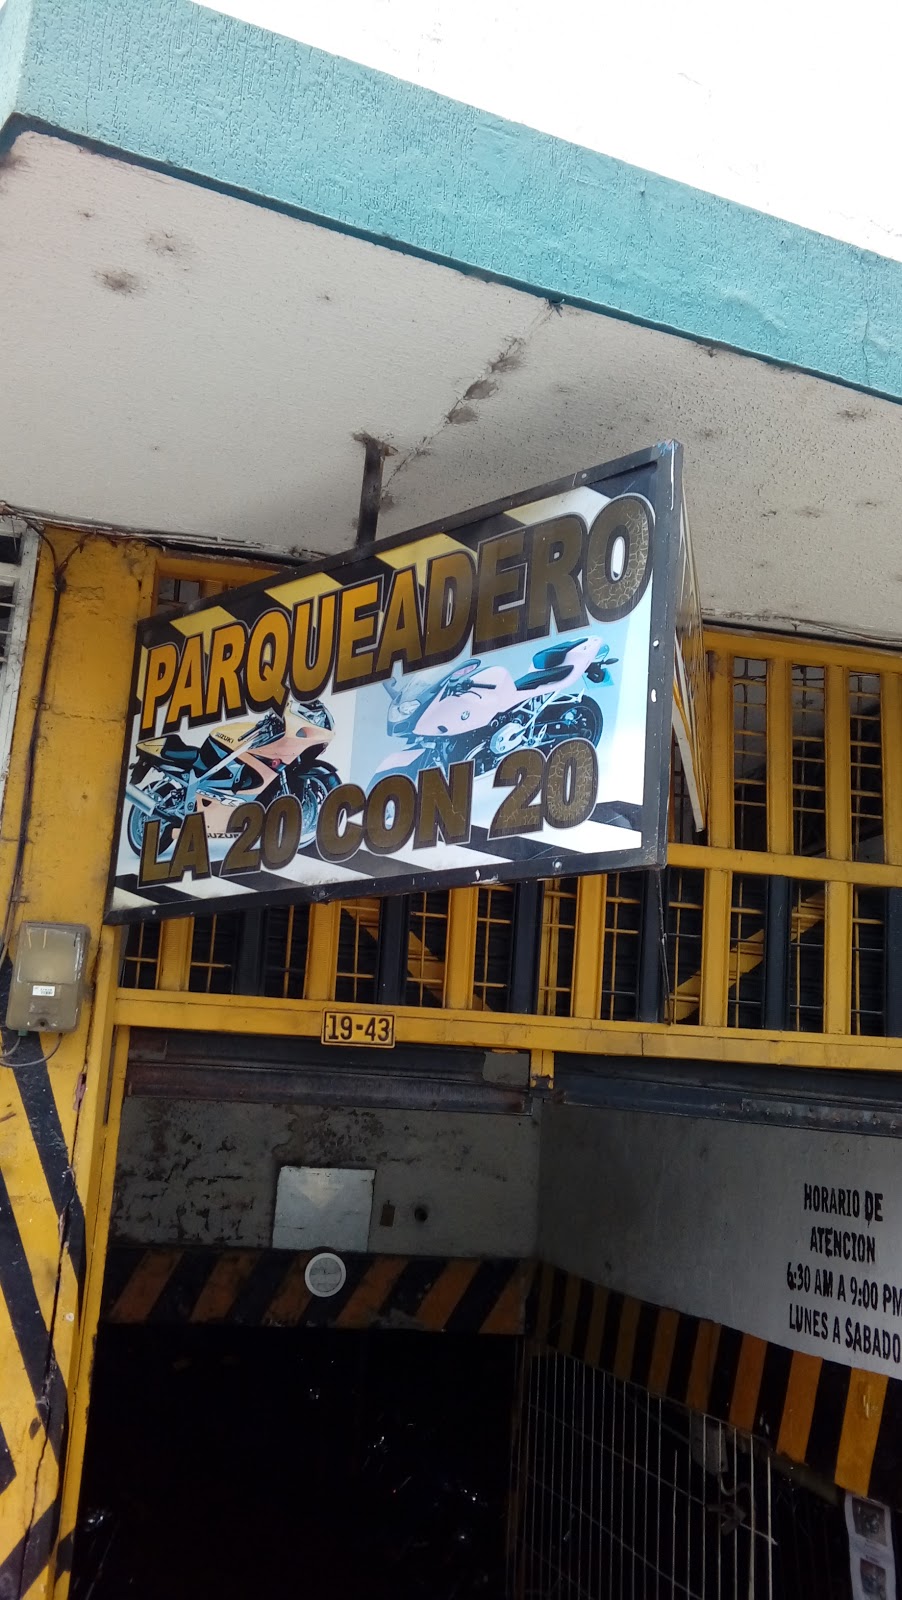 PARQUEADERO
SUZUKI
SUZUKI
LA 20 CON 20
19-43
HORARIO DE
ATENCION
6:30 AM A 9:00 PM
LUNES A SABADO